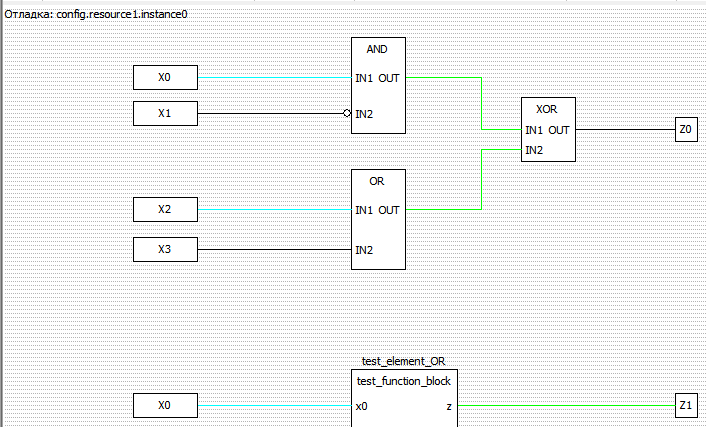 Отладка: config.resource1.instance0
AND
X0
IN1 OUT
X1
IN2
XOR
IN1 OUT
Z0
IN2
OR
X2
IN1 OUT
X3
IN2
test_element_OR
test_function_block
X0
x0 z
Z1